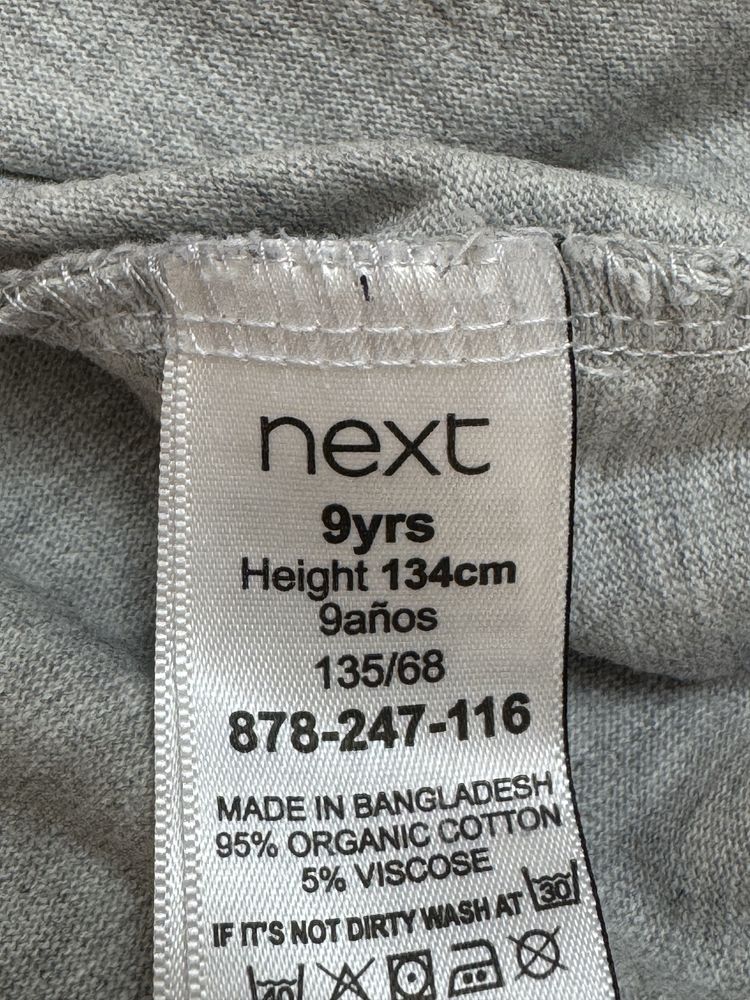 next
9yrs
Height 134cm
9años
135/68
878-247-116
MADE IN BANGLADESH
95% ORGANIC COTTON
5% VISCOSE
IF IT'S NOT DIRTY WASH AT 30
40